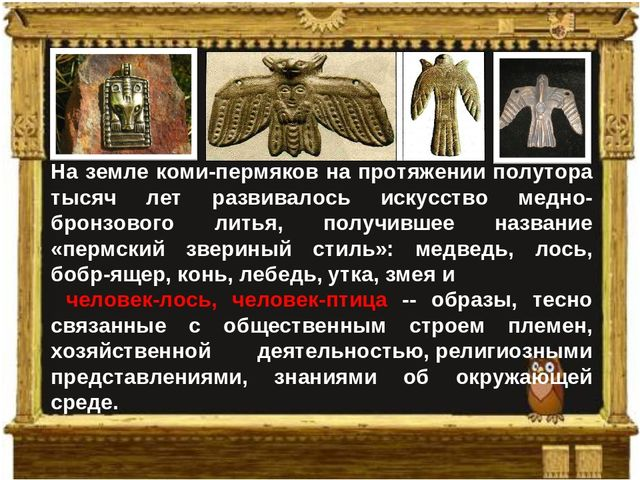 На земле коми-пермяков на протяжении полутора
тысяч лет развивалось искусство медно-
бронзового литья, получившее название
«пермский звериный стиль»: медведь, лось,
бобр-ящер, конь, лебедь, утка, змея и
человек-лось, человек-птица -- образы, тесно
связанные с общественным строем племен,
хозяйственной деятельностью, религиозными
представлениями, знаниями об окружающей
среде.